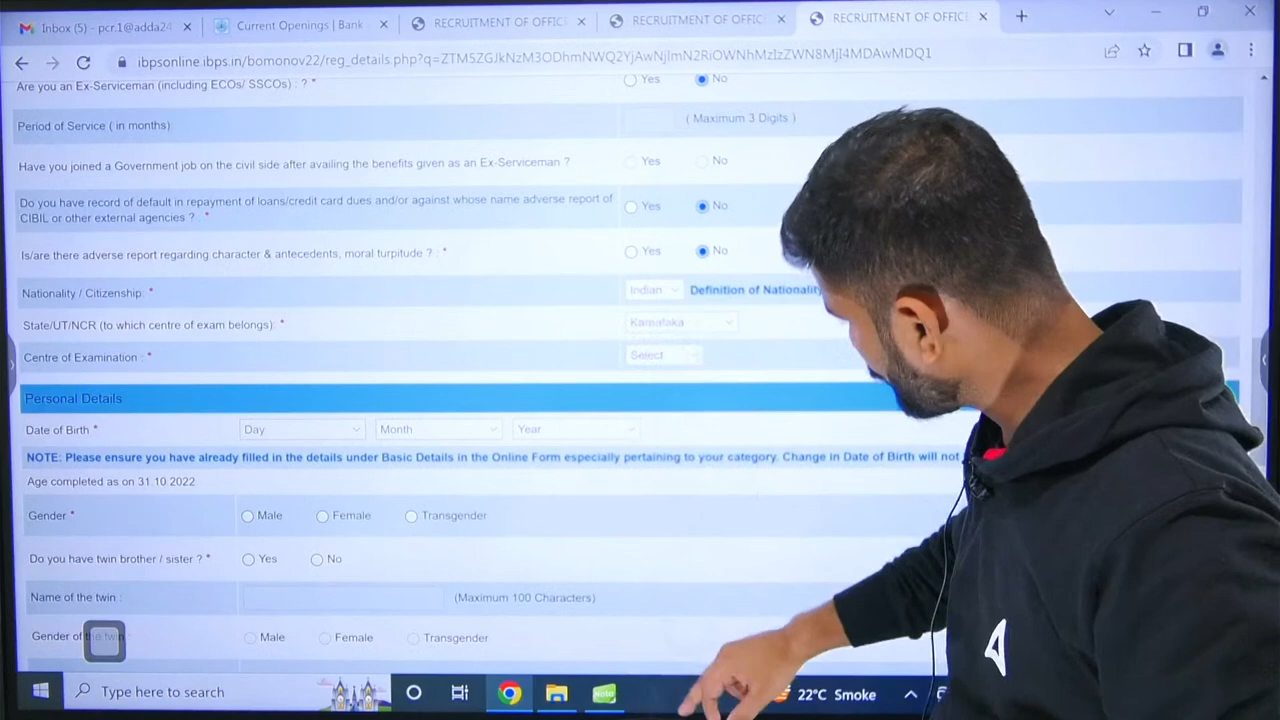 Inbox (5) - pcr.1@adda24
Current Openings | Bank
RECRUITMENT OF OFFICE
RECRUITMENT OF OFFIC
RECRUITMENT OF OFFICE
ibpsonline.ibps.in/bomonov22/reg_details.php?q=
Are you an Ex-Serviceman (including ECOs/ SSCOs) : ? *
Yes No
Period of Service ( in months)
( Maximum 3 Digits )
Have you joined a Government job on the civil side after availing the benefits given as an Ex-Serviceman ?
Yes No
Do you have record of default in repayment of loans/credit card dues and/or against whose name adverse report of
CIBIL or other external agencies ? : *
Yes No
Is/are there adverse report regarding character & antecedents, moral turpitude ? : *
Yes No
Nationality / Citizenship: *
Indian Definition of Nationality
State/UT/NCR (to which centre of exam belongs): *
Karnataka
Centre of Examination : *
Select
Personal Details
Date of Birth *
Day Month Year
NOTE: Please ensure you have already filled in the details under Basic Details in the Online Form especially pertaining to your category. Change in Date of Birth will not
Age completed as on 31.10.2022
Gender *
Male Female Transgender
Do you have twin brother / sister ? *
Yes No
Name of the twin :
(Maximum 100 Characters)
Gender of the twin
Male Female Transgender
Type here to search
Note
22°C Smoke